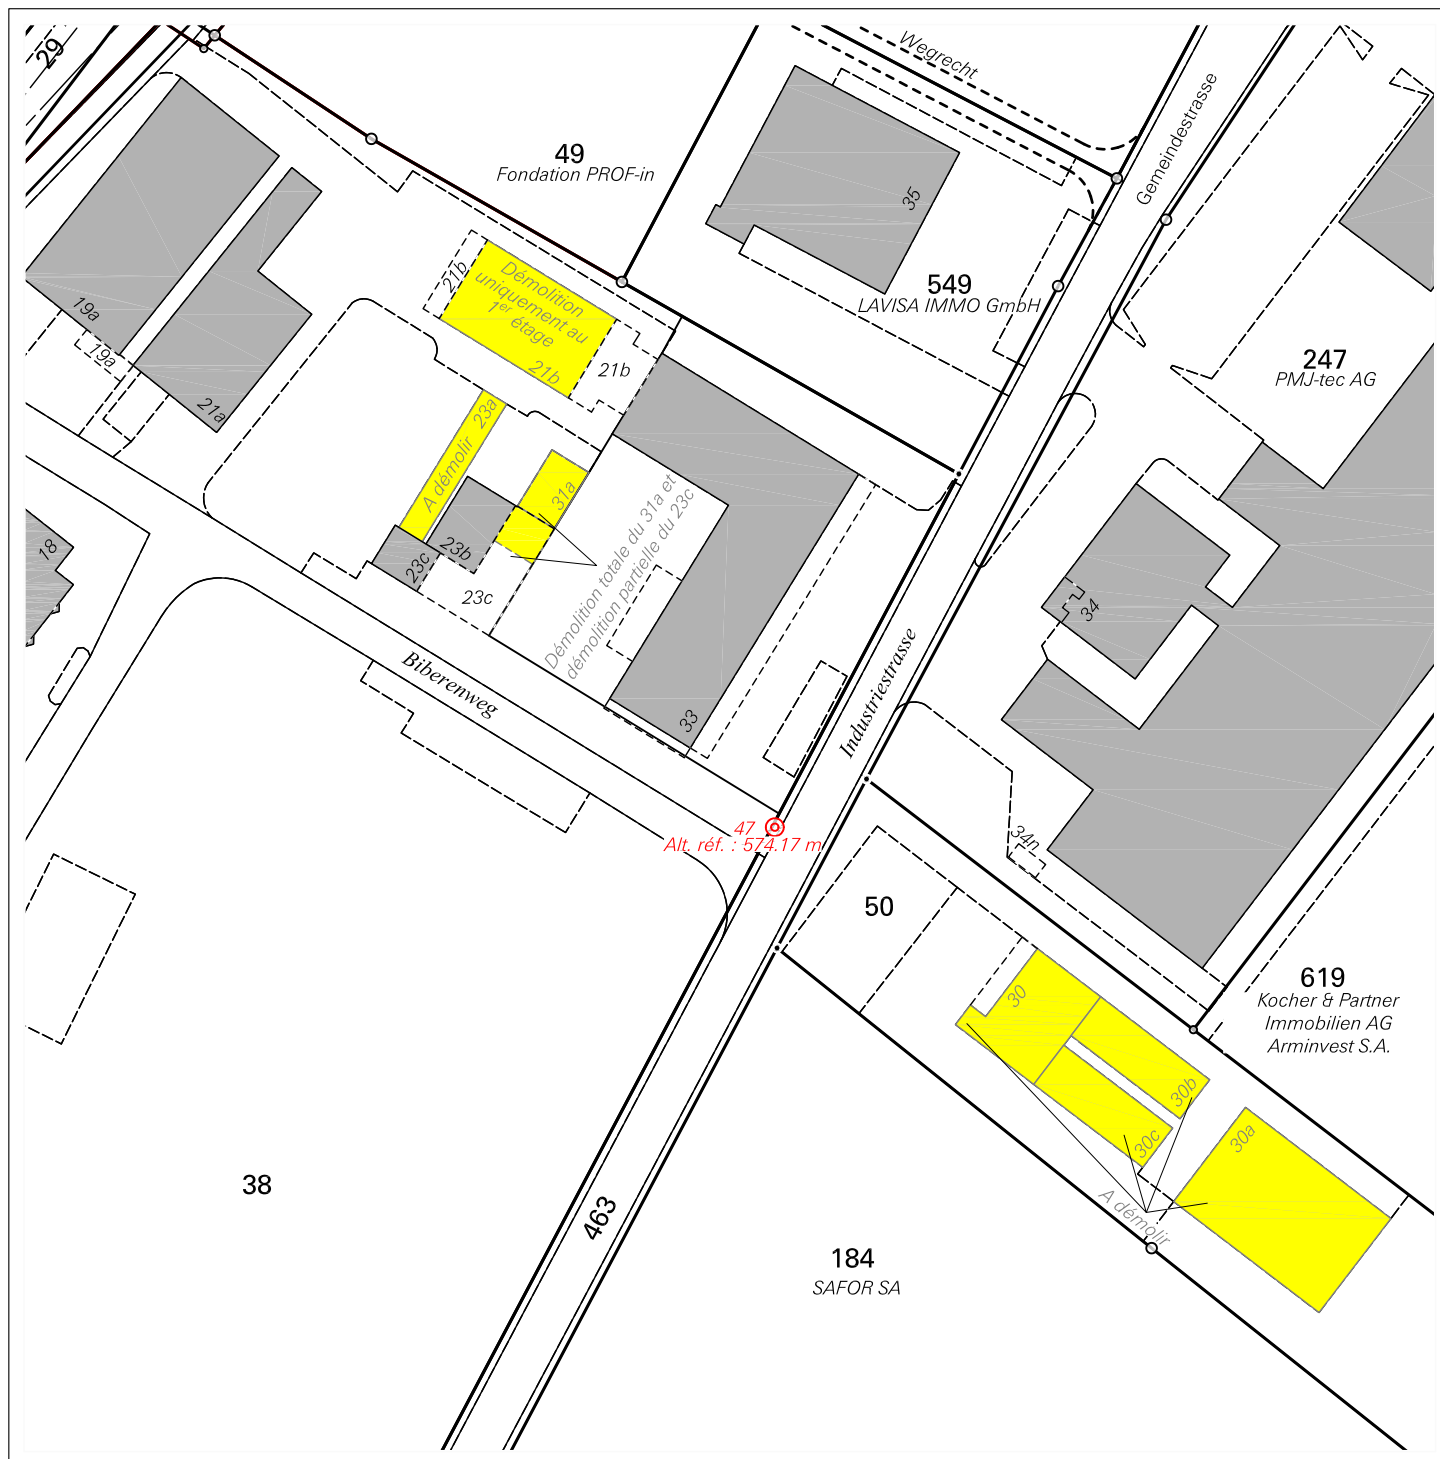 29
Wegrecht
Gemeindestrasse
49
Fondation PROF-in
35
549
LAVISA IMMO GmbH
21b
Démolition
uniquement au
1er étage
21b
21b
19a
19a
21a
247
PMJ-tec AG
A démolir
23a
31a
23b
23c
23c
Démolition totale du 31a et
démolition partielle du 23c
18
34
33
Biberenweg
Industriestrasse
47
Alt. réf. : 574.17 m
34n
50
30
619
Kocher & Partner
Immobilien AG
Arminvest S.A.
30b
30c
30a
A démolir
38
463
184
SAFOR SA